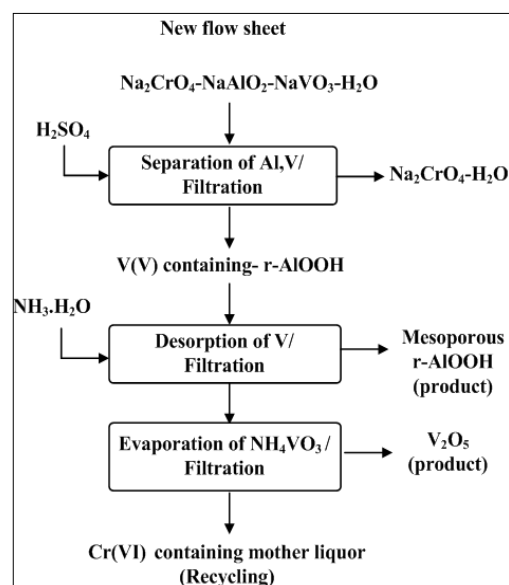 New flow sheet
Na₂CrO₄-NaAlO₂-NaVO₃-H₂O
H₂SO₄
Separation of Al,V/
Filtration
Na₂CrO₄-H₂O
V(V) containing- r-AlOOH
NH₃.H₂O
Desorption of V/
Filtration
Mesoporous
r-AlOOH
(product)
Evaporation of NH₄VO₃ /
Filtration
V₂O₅
(product)
Cr(VI) containing mother liquor
(Recycling)